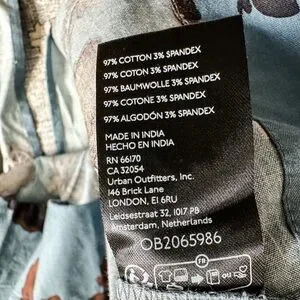 97% COTTON 3% SPANDEX
97% COTON 3% SPANDEX
97% BAUMWOLLE 3% SPANDEX
97% COTONE 3% SPANDEX
97% ALGODÓN 3% SPANDEX
MADE IN INDIA
HECHO EN INDIA
RN 66170
CA 32054
Urban Outfitters, Inc.
146 Brick Lane
LONDON, E1 6RU
Leidsestraat 32, 1017 PB
Amsterdam, Netherlands
OB2065986
FR
OU